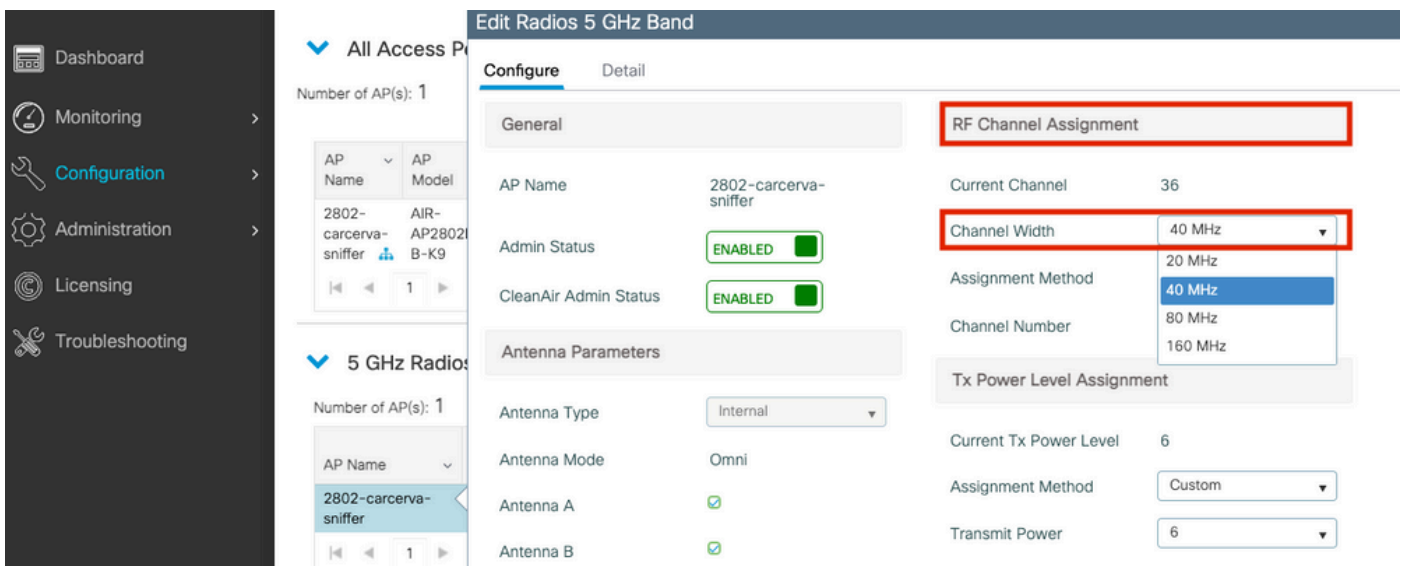 Dashboard
Monitoring
Configuration
Administration
Licensing
Troubleshooting
All Access
Number of AP(s): 1
AP Name
AP Model
2802-
carcerva-
sniffer
AIR-
AP2802
B-K9
1
5 GHz Radios
Number of AP(s): 1
AP Name
2802-carcerva-
sniffer
1
Edit Radios 5 GHz Band
Configure Detail
General
AP Name 2802-carcerva-
sniffer
Admin Status ENABLED
CleanAir Admin Status ENABLED
Antenna Parameters
Antenna Type Internal
Antenna Mode Omni
Antenna A
Antenna B
RF Channel Assignment
Current Channel 36
Channel Width 40 MHz
20 MHz
40 MHz
80 MHz
160 MHz
Assignment Method
Channel Number
Tx Power Level Assignment
Current Tx Power Level 6
Assignment Method Custom
Transmit Power 6